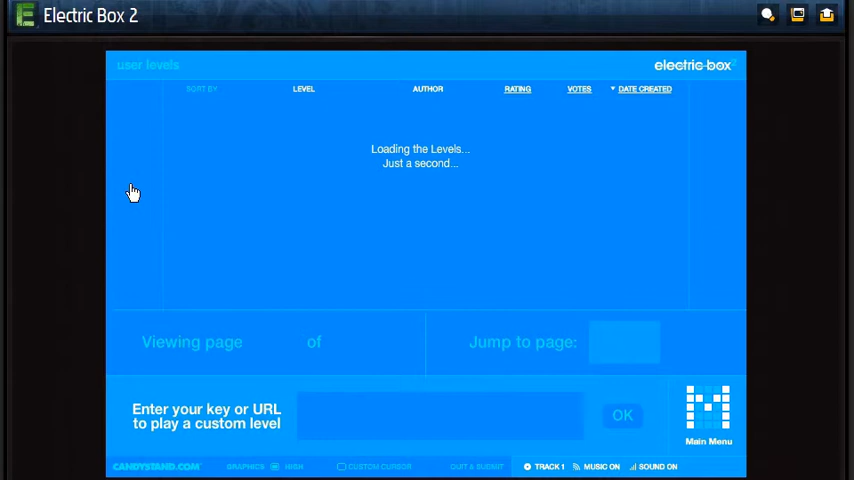 Electric Box 2
user levels
electric box 2
SORT BY LEVEL AUTHOR RATING VOTES DATE CREATED
Loading the Levels...
Just a second...
Viewing page of
Jump to page:
Enter your key or URL
to play a custom level
OK
Main Menu
CANDYSTAND.COM GRAPHICS HIGH CUSTOM CURSOR QUIT & SUBMIT TRACK 1 MUSIC ON SOUND ON